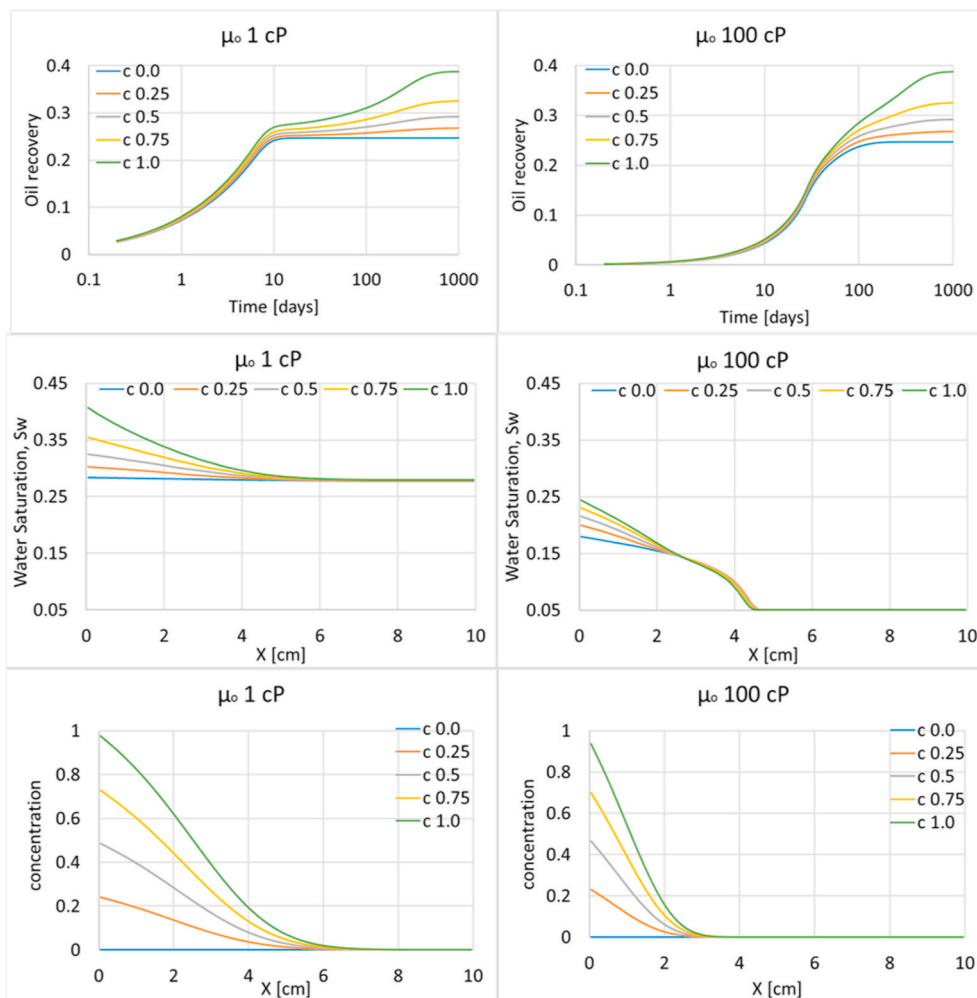 μₒ 1 cP
c 0.0
c 0.25
c 0.5
c 0.75
c 1.0
Oil recovery
0.4
0.3
0.2
0.1
0
0.1 1 10 100 1000
Time [days]
μₒ 100 cP
c 0.0
c 0.25
c 0.5
c 0.75
c 1.0
Oil recovery
0.4
0.3
0.2
0.1
0
0.1 1 10 100 1000
Time [days]
μₒ 1 cP
c 0.0 c 0.25 c 0.5 c 0.75 c 1.0
Water Saturation, Sw
0.45
0.35
0.25
0.15
0.05
0 2 4 6 8 10
X [cm]
μₒ 100 cP
c 0.0 c 0.25 c 0.5 c 0.75 c 1.0
Water Saturation, Sw
0.45
0.35
0.25
0.15
0.05
0 2 4 6 8 10
X [cm]
μₒ 1 cP
c 0.0
c 0.25
c 0.5
c 0.75
c 1.0
concentration
1
0.8
0.6
0.4
0.2
0
0 2 4 6 8 10
X [cm]
μₒ 100 cP
c 0.0
c 0.25
c 0.5
c 0.75
c 1.0
concentration
1
0.8
0.6
0.4
0.2
0
0 2 4 6 8 10
X [cm]